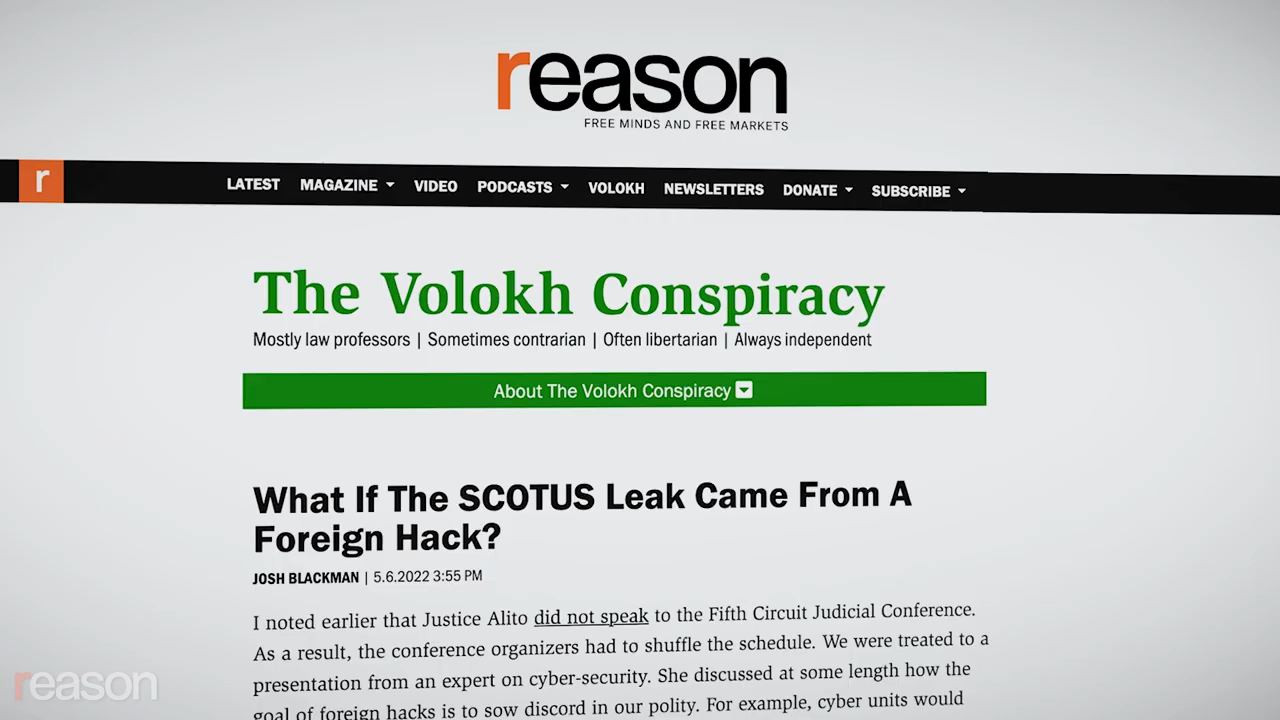 reason
FREE MINDS AND FREE MARKETS
r LATEST MAGAZINE VIDEO PODCASTS VOLOKH NEWSLETTERS DONATE SUBSCRIBE
The Volokh Conspiracy
Mostly law professors | Sometimes contrarian | Often libertarian | Always independent
About The Volokh Conspiracy
What If The SCOTUS Leak Came From A
Foreign Hack?
JOSH BLACKMAN | 5.6.2022 3:55 PM
I noted earlier that Justice Alito did not speak to the Fifth Circuit Judicial Conference.
As a result, the conference organizers had to shuffle the schedule. We were treated to a
presentation from an expert on cyber-security. She discussed at some length how the
goal of foreign hacks is to sow discord in our polity. For example, cyber units would
reason